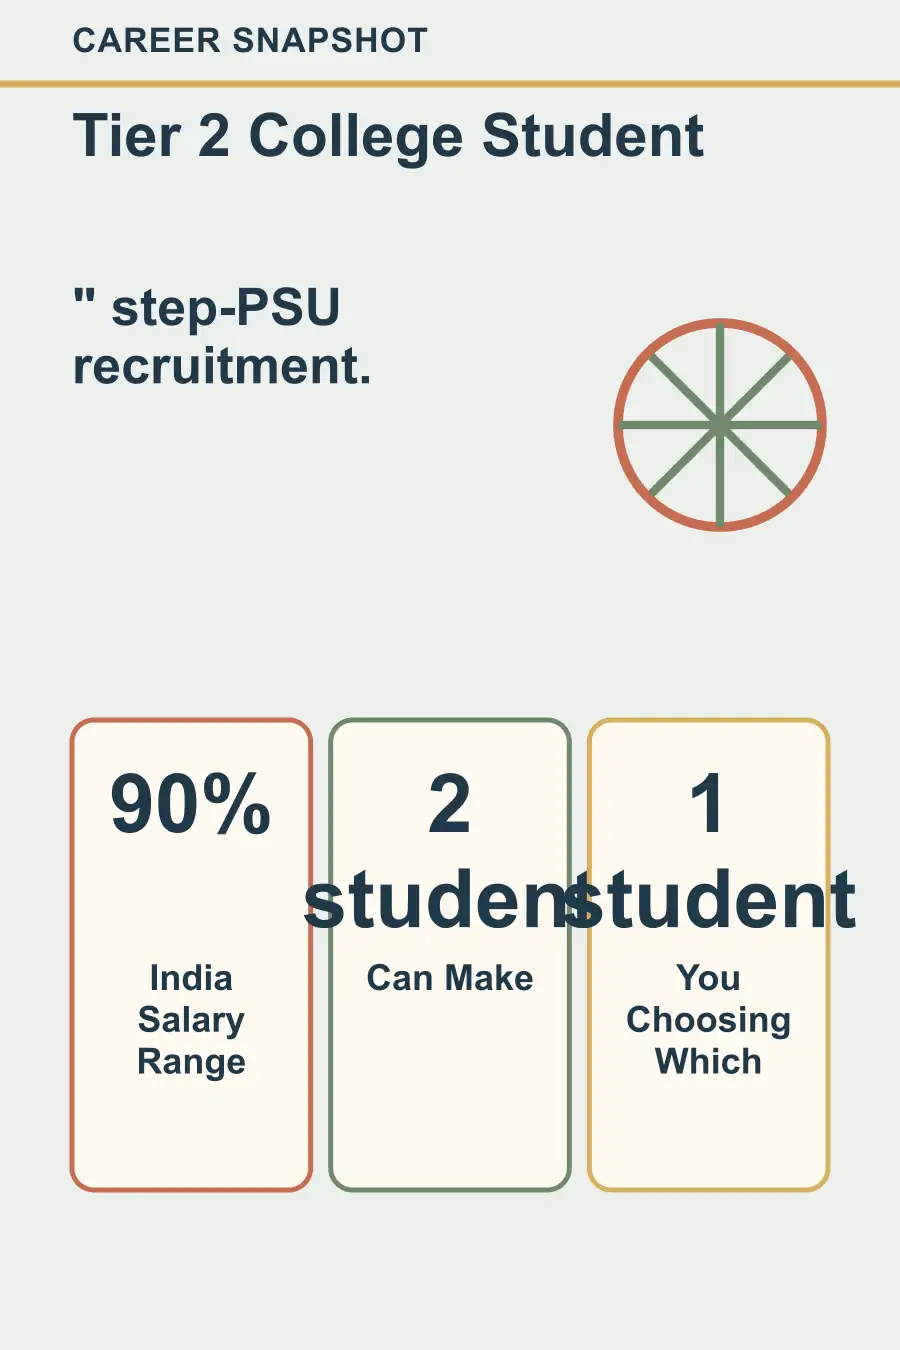 CAREER SNAPSHOT
Tier 2 College Student
" step-PSU
recruitment.
90%
India
Salary
Range
2
student
Can Make
1
student
You
Choosing
Which